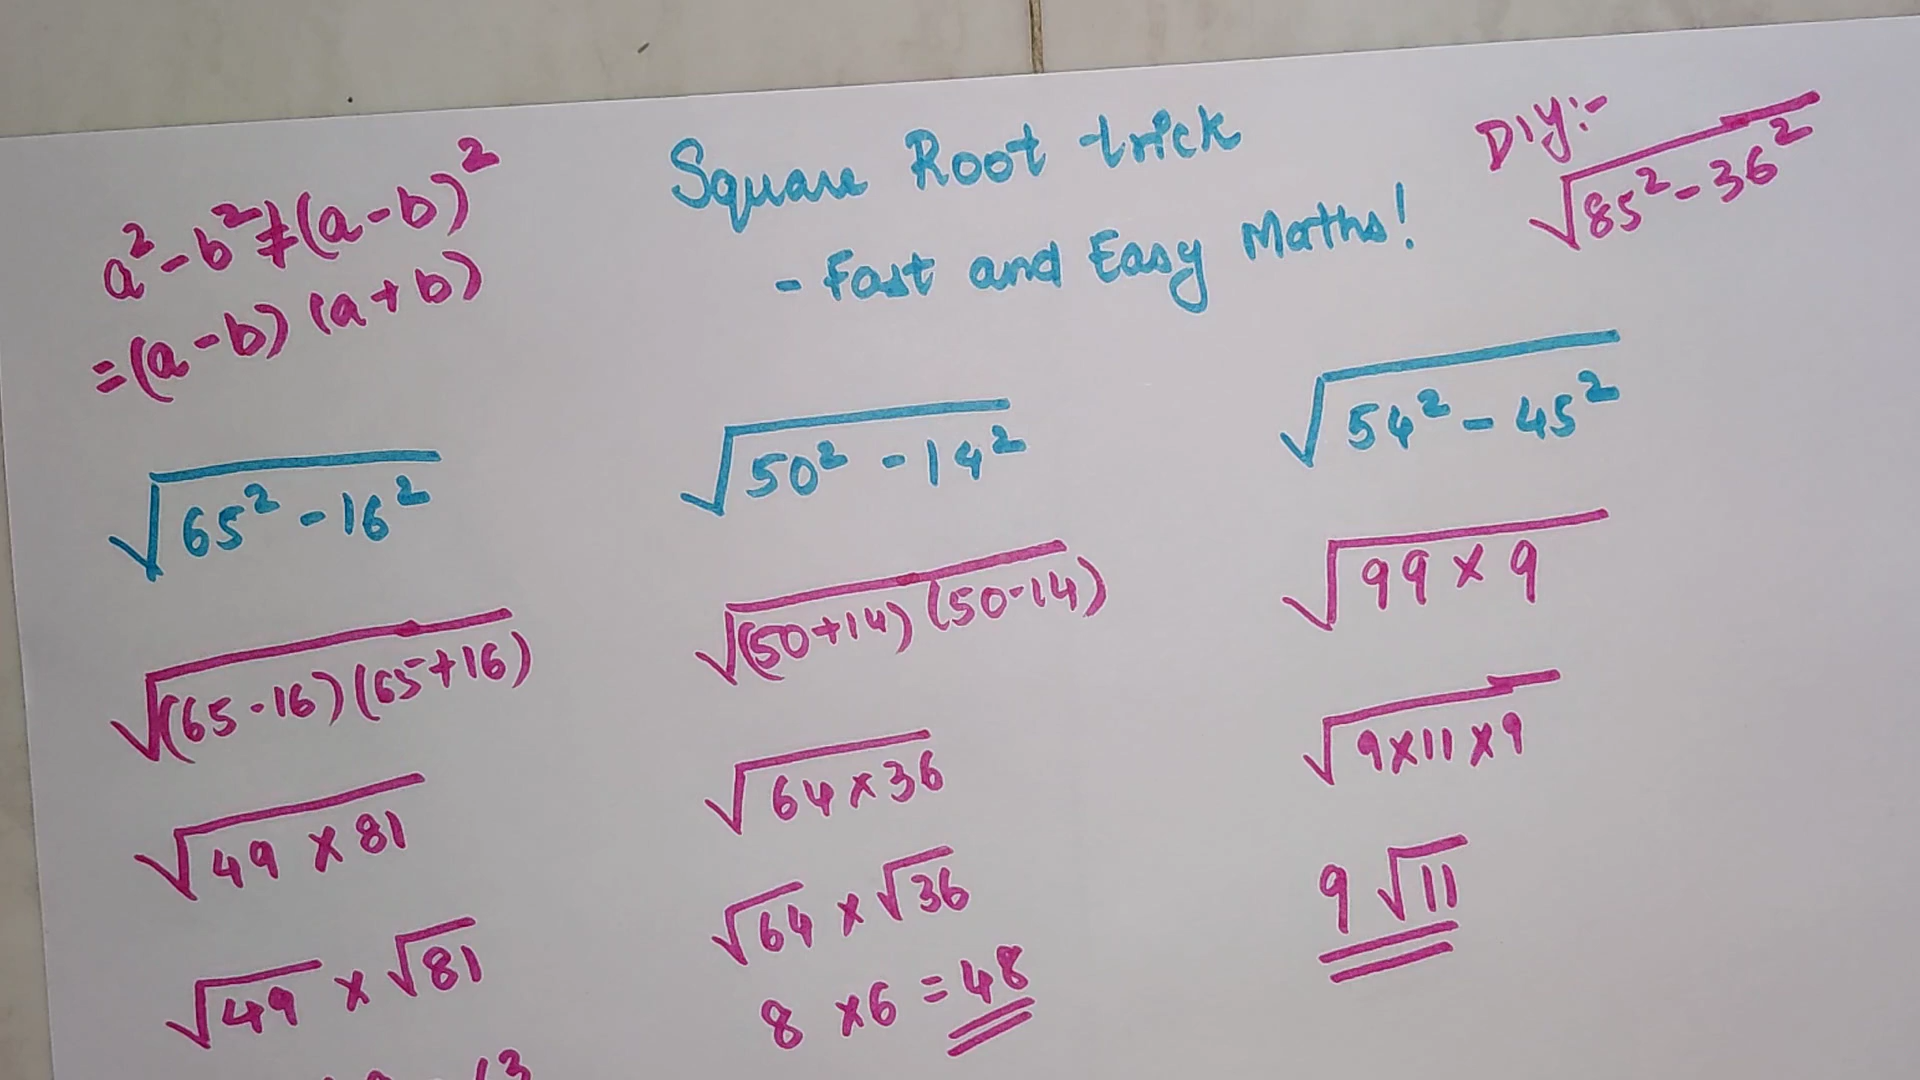 a² - b² ≠ (a - b)²
= (a - b) (a + b)
Square Root trick
- Fast and Easy Maths!
DIY:-
√85² - 36²
√65² - 16²
√(65 - 16) (65 + 16)
√49 × 81
√49 × √81
√50² - 14²
√(50 + 14) (50 - 14)
√64 × 36
√64 × √36
8 × 6 = 48
√54² - 45²
√99 × 9
√9 × 11 × 9
9 √11